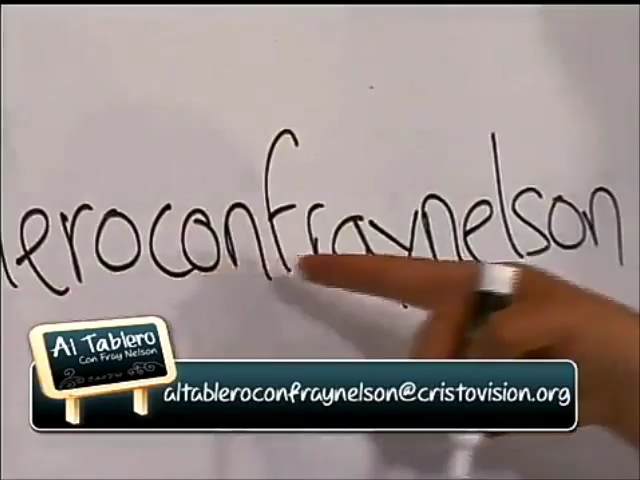 leroconfraynelson
Al Tablero
Con Fray Nelson
altableroconfraynelson@cristovision.org